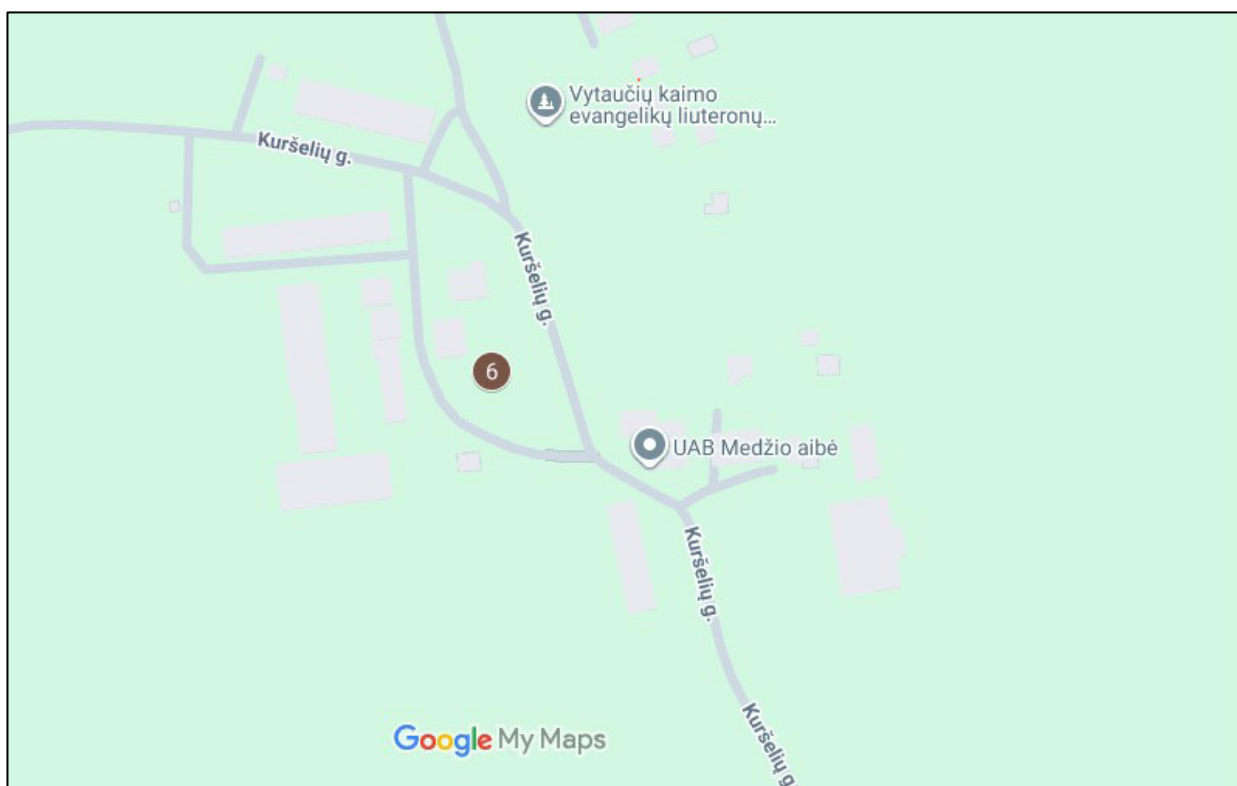 Vytaučių kaimo
evangelikų liuteronų...
Kuršelių g.
Kuršelių g.
6
UAB Medžio aibė
Kuršelių g.
Kuršelių g.
Google My Maps